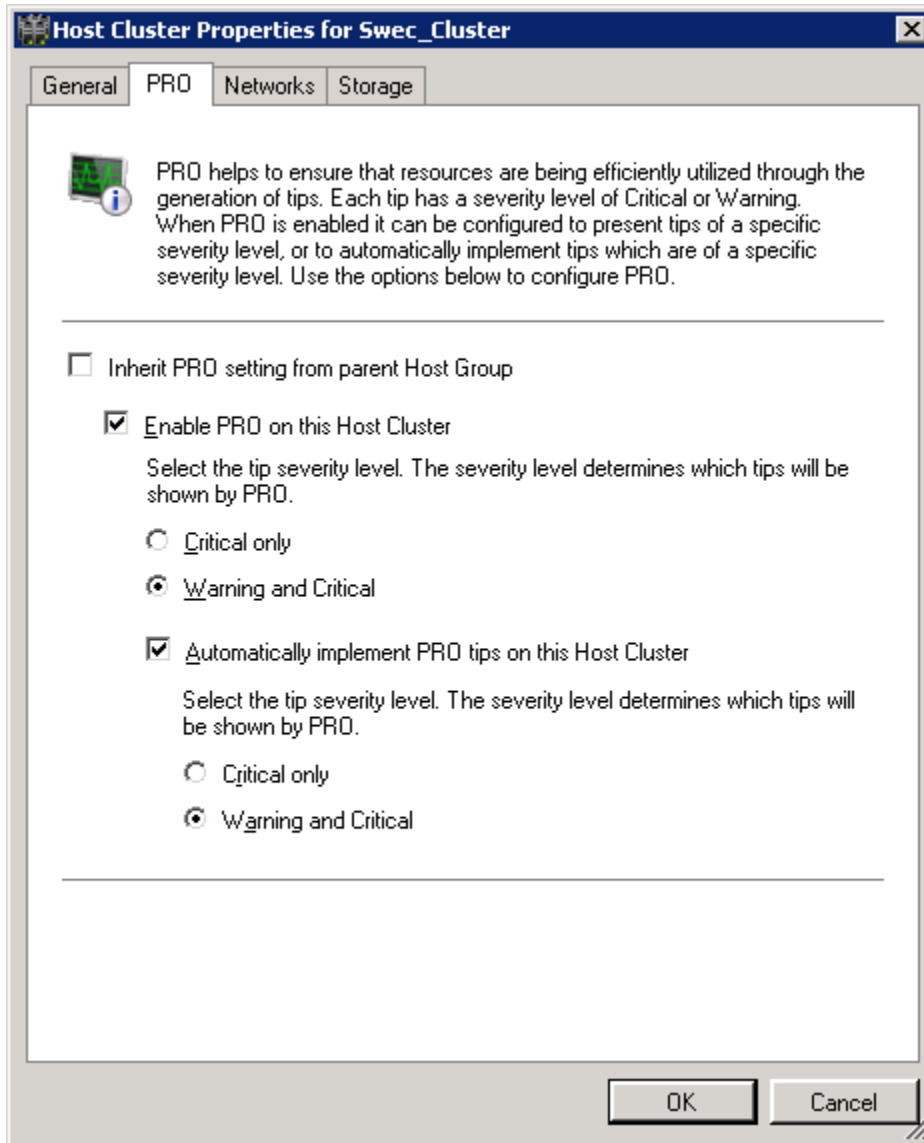 Host Cluster Properties for Swec_Cluster
General PRO Networks Storage
PRO helps to ensure that resources are being efficiently utilized through the
generation of tips. Each tip has a severity level of Critical or Warning.
When PRO is enabled it can be configured to present tips of a specific
severity level, or to automatically implement tips which are of a specific
severity level. Use the options below to configure PRO.
Inherit PRO setting from parent Host Group
Enable PRO on this Host Cluster
Select the tip severity level. The severity level determines which tips will be
shown by PRO.
Critical only
Warning and Critical
Automatically implement PRO tips on this Host Cluster
Select the tip severity level. The severity level determines which tips will
be shown by PRO.
Critical only
Warning and Critical
OK Cancel